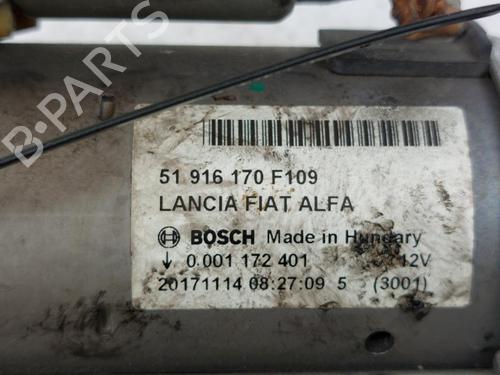 B-PARTS
51 916 170 F109
LANCIA FIAT ALFA
BOSCH Made in Hungary
↓ 0.001 172 401 12V
20171114 08:27:09 5 (3001)